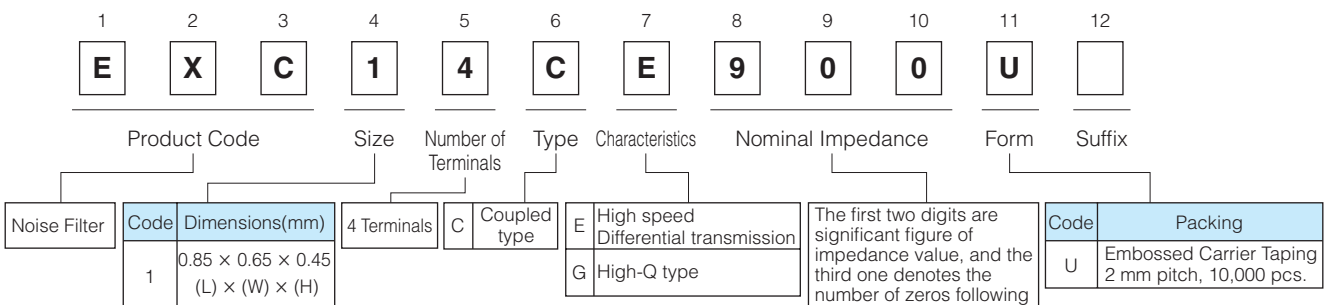 1 2 3 4 5 6 7 8 9 10 11 12
E X C 1 4 C E 9 0 0 U
Product Code Size Number of Terminals Type Characteristics Nominal Impedance Form Suffix
Noise Filter
Code Dimensions(mm)
1 0.85 × 0.65 × 0.45
(L) × (W) × (H)
4 Terminals
C Coupled
type
E High speed
Differential transmission
G High-Q type
The first two digits are
significant figure of
impedance value, and the
third one denotes the
number of zeros following
Code Packing
U Embossed Carrier Taping
2 mm pitch, 10,000 pcs.